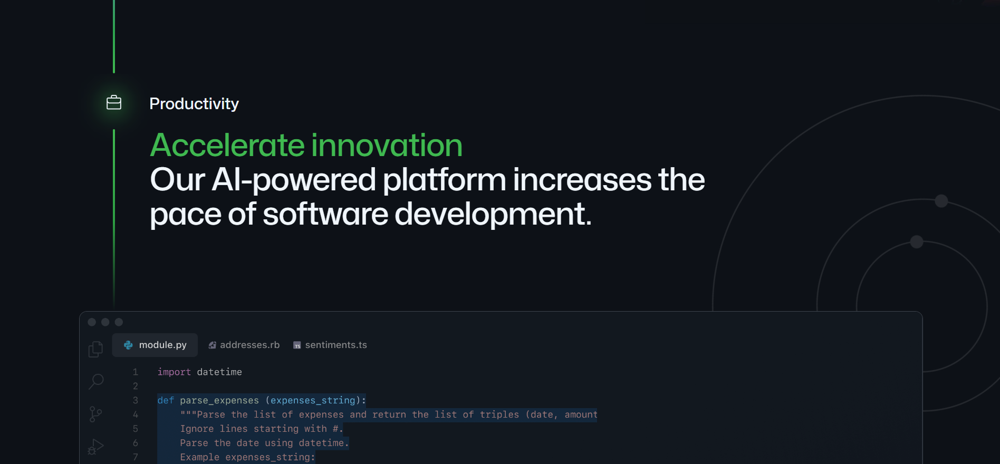 Productivity
Accelerate innovation
Our AI-powered platform increases the
pace of software development.
module.py addresses.rb TS sentiments.ts
1 import datetime
2
3 def parse_expenses (expenses_string):
4 """Parse the list of expenses and return the list of triples (date, amount
5 Ignore lines starting with #.
6 Parse the date using datetime.
7 Example expenses_string: